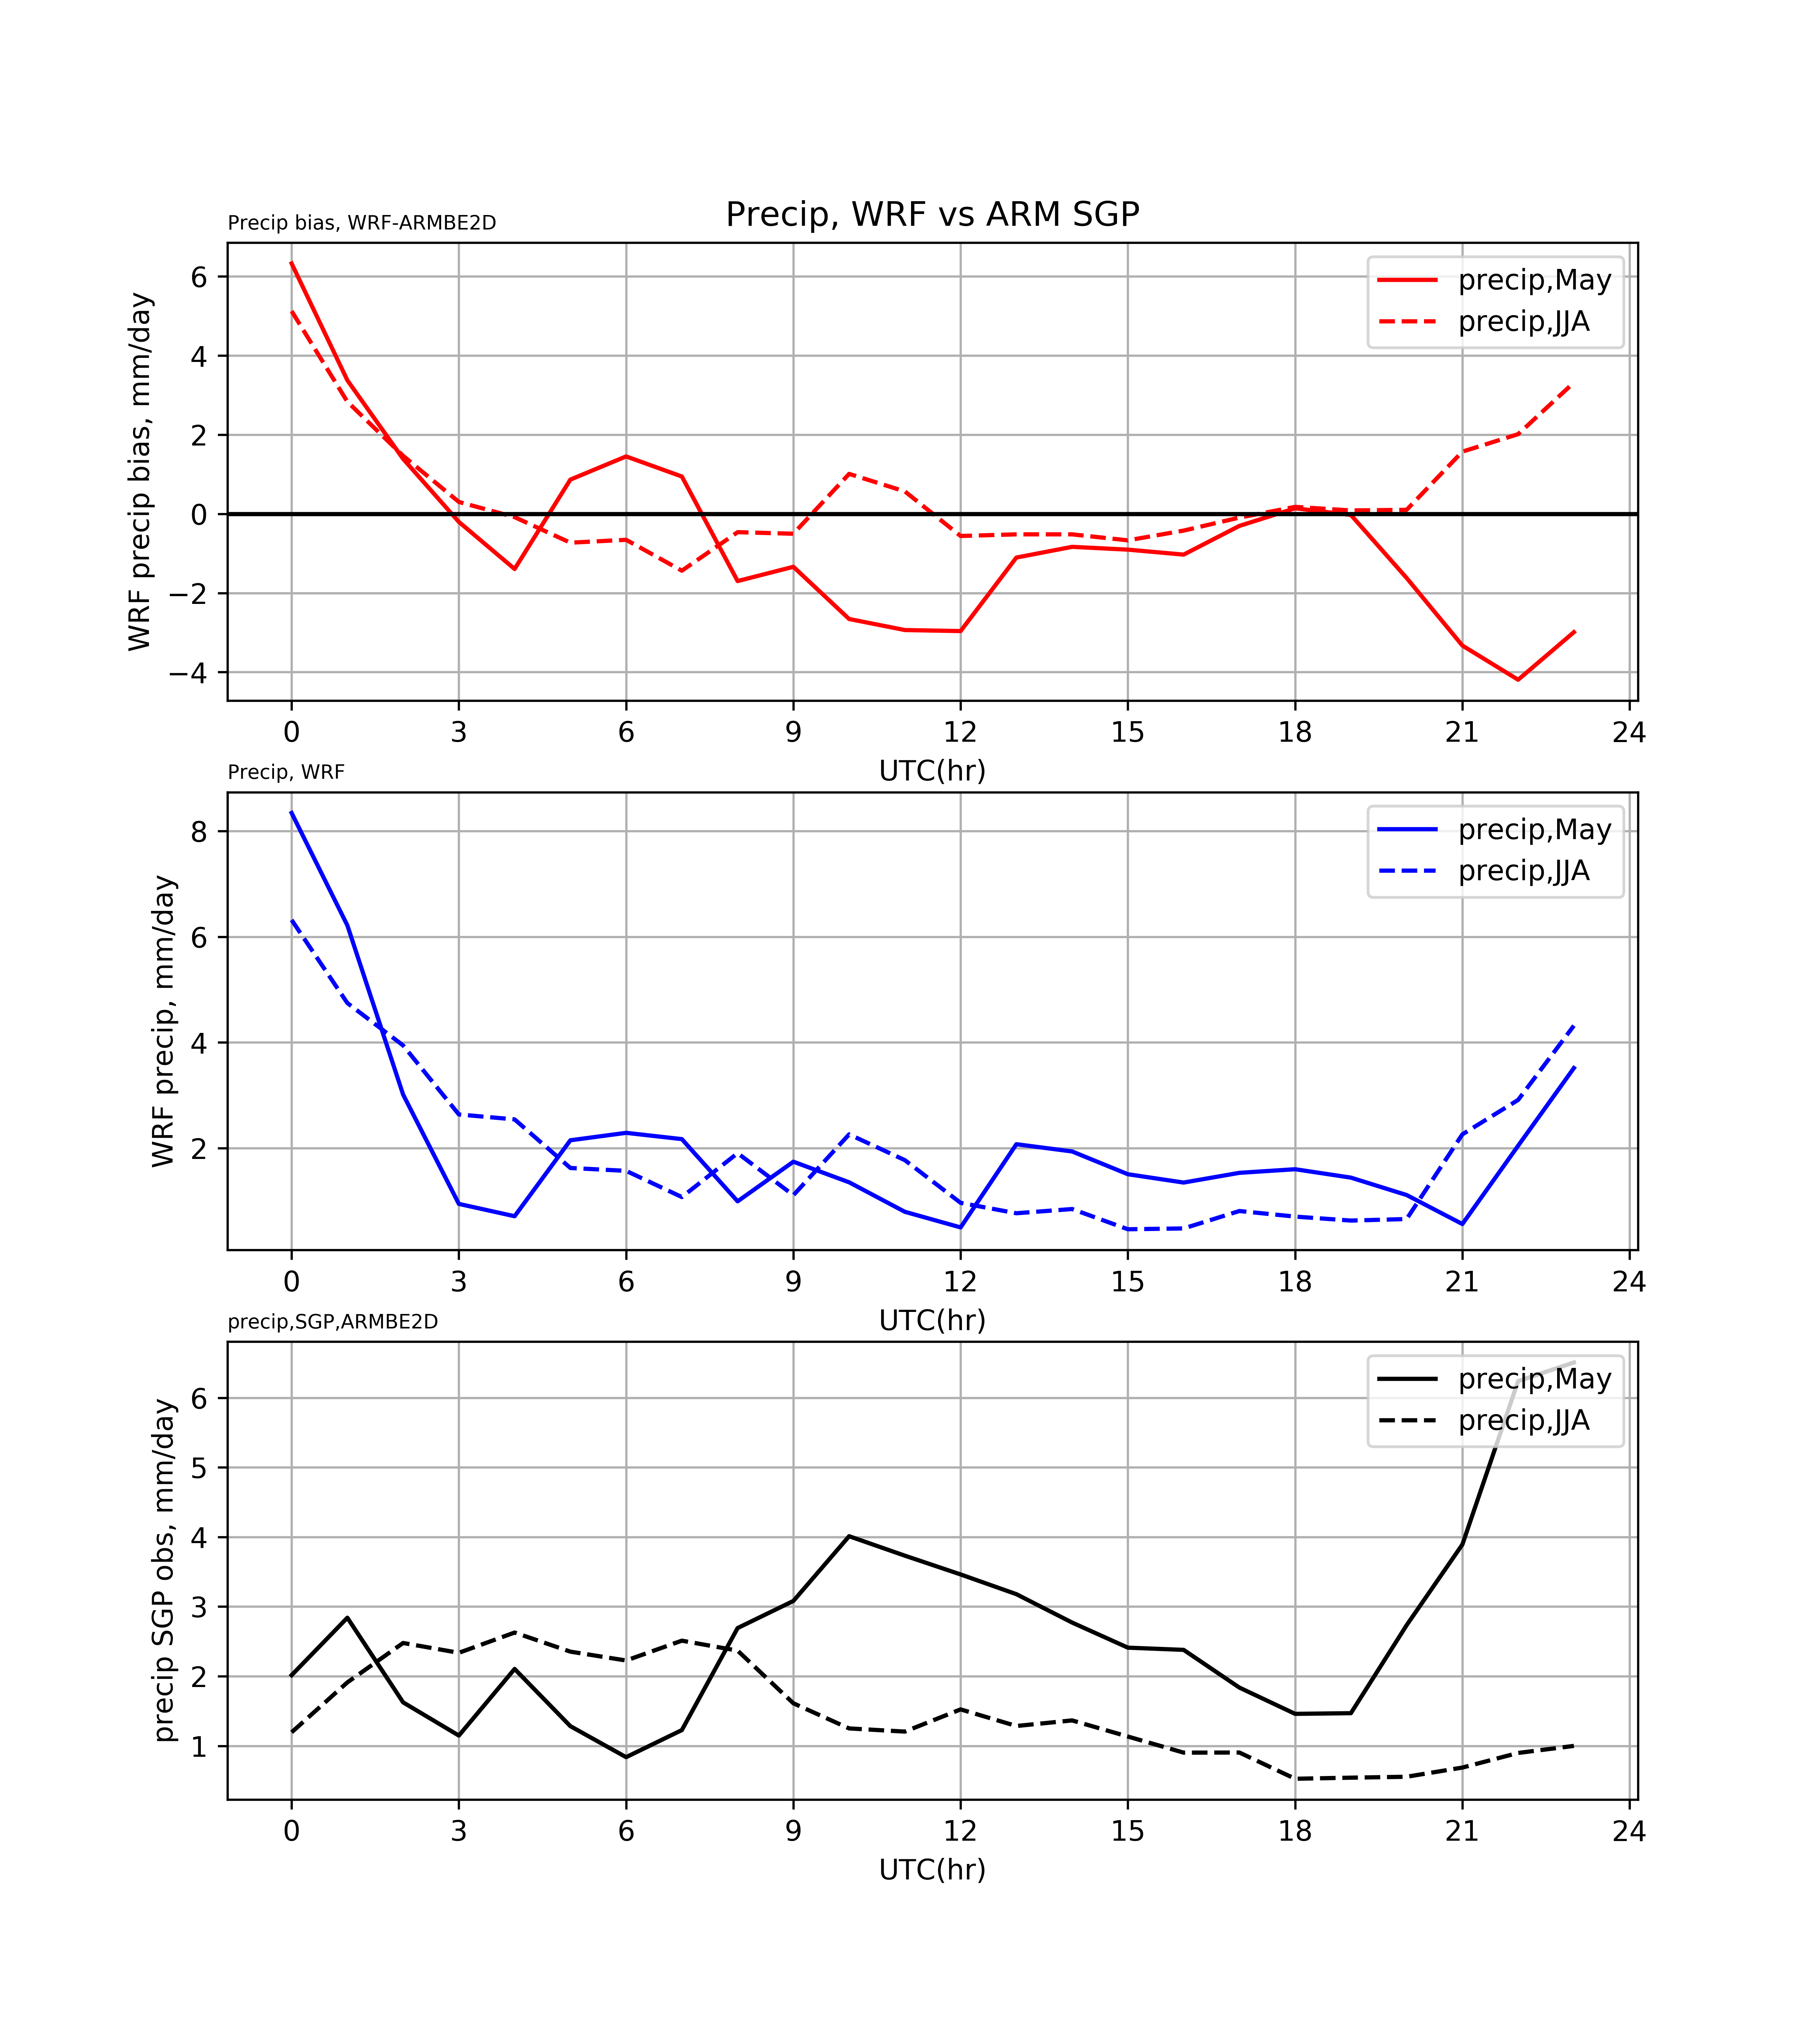 Precip, WRF vs ARM SGP
Precip bias, WRF-ARMBE2D
WRF precip bias, mm/day
6
4
2
0
−2
−4
precip,May
precip,JJA
0 3 6 9 12 15 18 21 24
UTC(hr)
Precip, WRF
WRF precip, mm/day
8
6
4
2
precip,May
precip,JJA
0 3 6 9 12 15 18 21 24
UTC(hr)
precip,SGP,ARMBE2D
precip SGP obs, mm/day
6
5
4
3
2
1
precip,May
precip,JJA
0 3 6 9 12 15 18 21 24
UTC(hr)